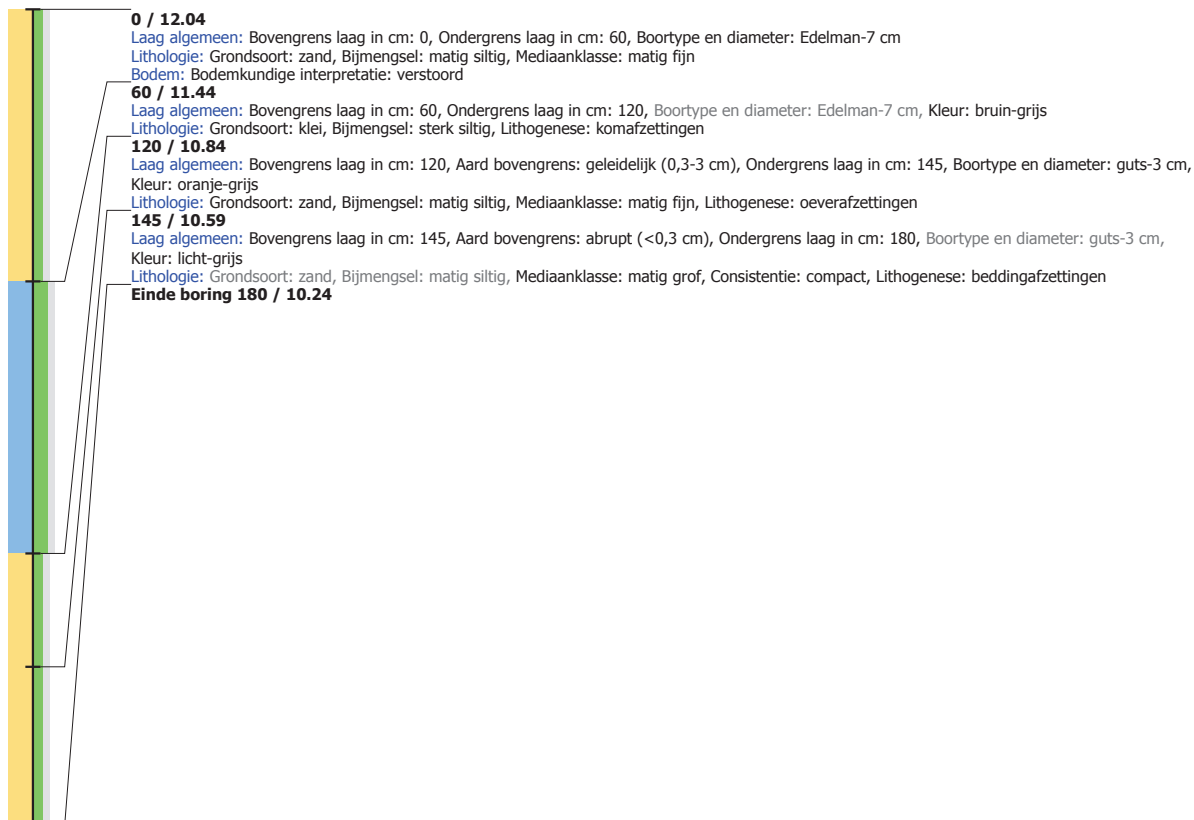 0 / 12.04
Laag algemeen: Bovengrens laag in cm: 0, Ondergrens laag in cm: 60, Boortype en diameter: Edelman-7 cm
Lithologie: Grondsoort: zand, Bijmengsel: matig siltig, Mediaanklasse: matig fijn
Bodem: Bodemkundige interpretatie: verstoord
60 / 11.44
Laag algemeen: Bovengrens laag in cm: 60, Ondergrens laag in cm: 120, Boortype en diameter: Edelman-7 cm, Kleur: bruin-grijs
Lithologie: Grondsoort: klei, Bijmengsel: sterk siltig, Lithogenese: komafzettingen
120 / 10.84
Laag algemeen: Bovengrens laag in cm: 120, Aard bovengrens: geleidelijk (0,3-3 cm), Ondergrens laag in cm: 145, Boortype en diameter: guts-3 cm,
Kleur: oranje-grijs
Lithologie: Grondsoort: zand, Bijmengsel: matig siltig, Mediaanklasse: matig fijn, Lithogenese: oeverafzettingen
145 / 10.59
Laag algemeen: Bovengrens laag in cm: 145, Aard bovengrens: abrupt (<0,3 cm), Ondergrens laag in cm: 180, Boortype en diameter: guts-3 cm,
Kleur: licht-grijs
Lithologie: Grondsoort: zand, Bijmengsel: matig siltig, Mediaanklasse: matig grof, Consistentie: compact, Lithogenese: beddingafzettingen
Einde boring 180 / 10.24